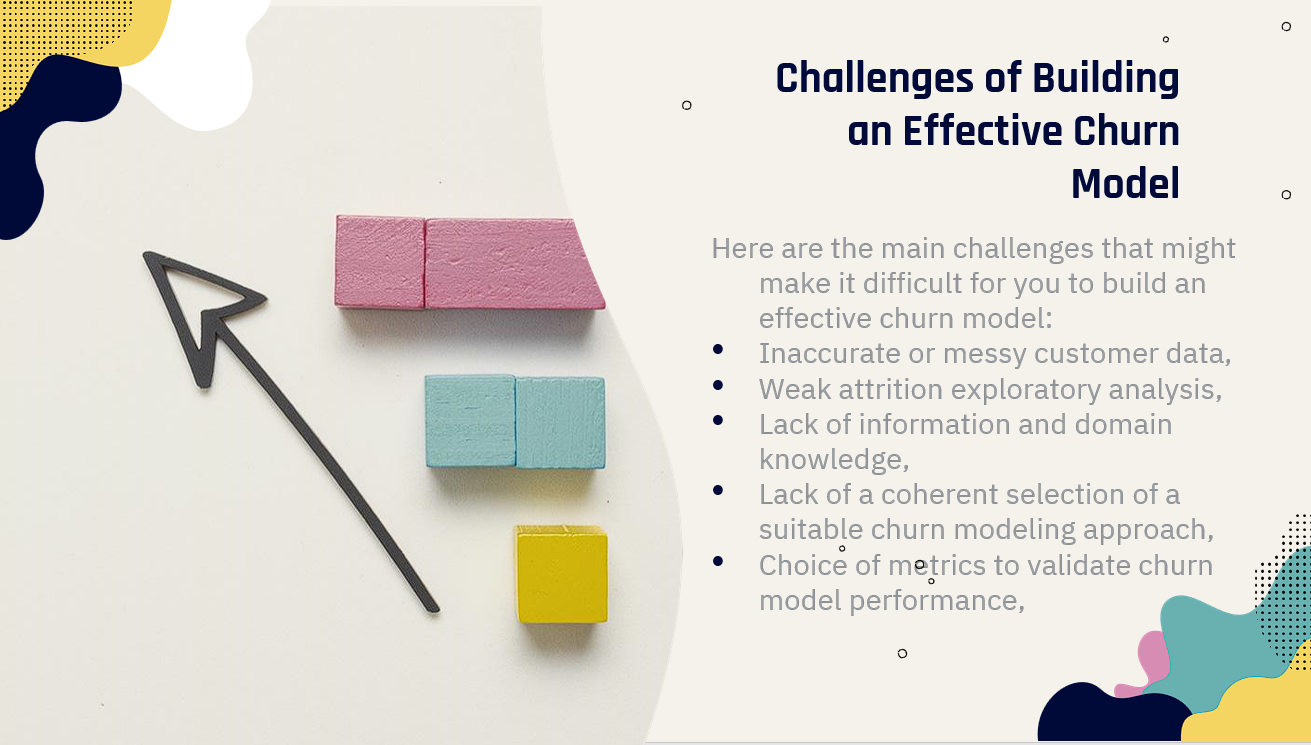 Challenges of Building
an Effective Churn
Model
Here are the main challenges that might
make it difficult for you to build an
effective churn model:
• Inaccurate or messy customer data,
• Weak attrition exploratory analysis,
• Lack of information and domain
knowledge,
• Lack of a coherent selection of a
suitable churn modeling approach,
• Choice of metrics to validate churn
model performance,